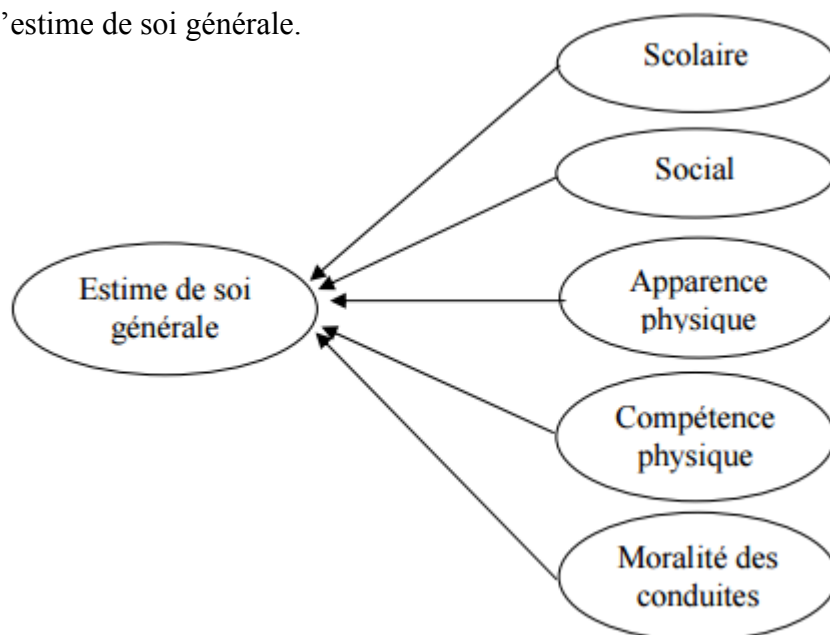 ’estime de soi générale.
Scolaire
Social
Apparence
physique
Estime de soi
générale
Compétence
physique
Moralité des
conduites